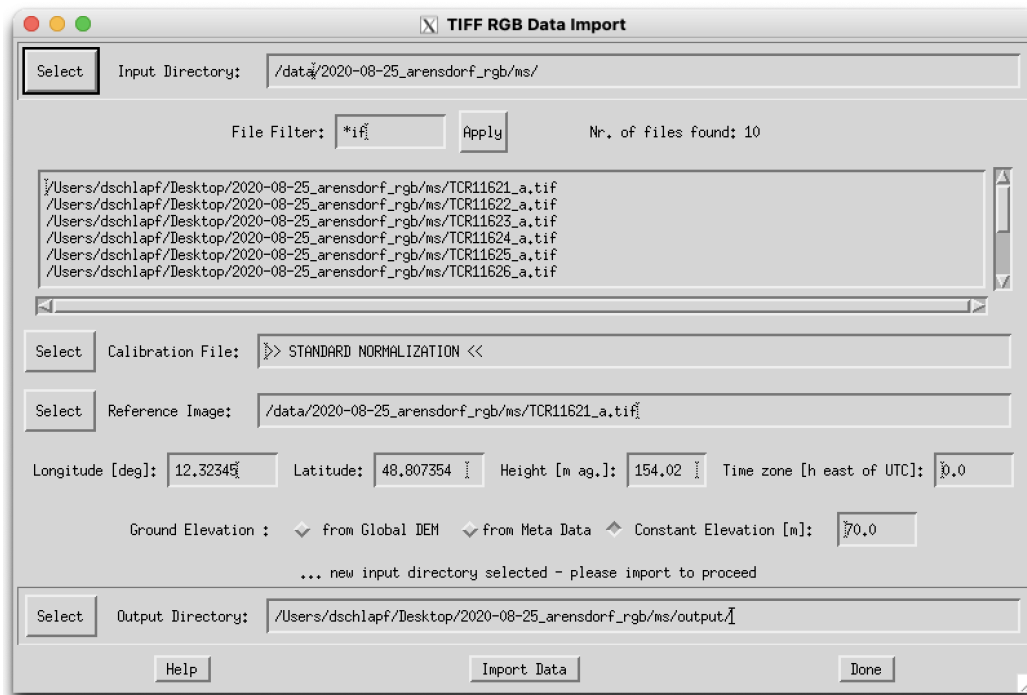 TIFF RGB Data Import
Select Input Directory: /data/2020-08-25_arensdorf_rgb/ms/
File Filter: *if Apply Nr. of files found: 10
/Users/dschlapf/Desktop/2020-08-25_arensdorf_rgb/ms/TCR11621_a.tif
/Users/dschlapf/Desktop/2020-08-25_arensdorf_rgb/ms/TCR11622_a.tif
/Users/dschlapf/Desktop/2020-08-25_arensdorf_rgb/ms/TCR11623_a.tif
/Users/dschlapf/Desktop/2020-08-25_arensdorf_rgb/ms/TCR11624_a.tif
/Users/dschlapf/Desktop/2020-08-25_arensdorf_rgb/ms/TCR11625_a.tif
/Users/dschlapf/Desktop/2020-08-25_arensdorf_rgb/ms/TCR11626_a.tif
Select Calibration File: >> STANDARD NORMALIZATION <<
Select Reference Image: /data/2020-08-25_arensdorf_rgb/ms/TCR11621_a.tif
Longitude [deg]: 12.32345 Latitude: 48.807354 Height [m ag.]: 154.02 Time zone [h east of UTC]: 0.0
Ground Elevation : from Global DEM from Meta Data Constant Elevation [m]: 70.0
... new input directory selected - please import to proceed
Select Output Directory: /Users/dschlapf/Desktop/2020-08-25_arensdorf_rgb/ms/output/
Help Import Data Done